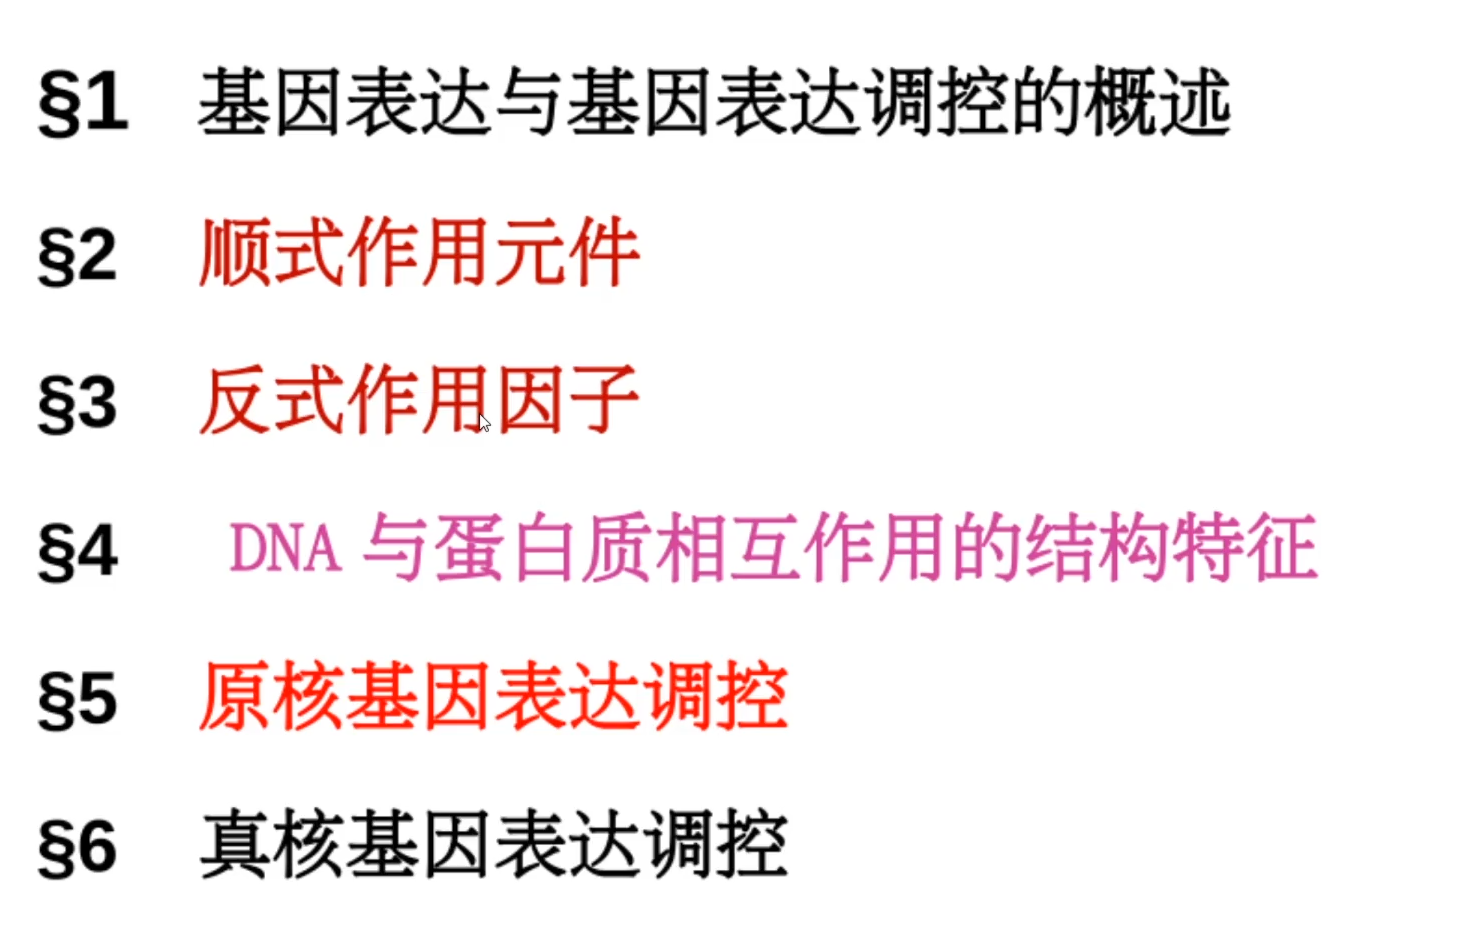 §1 基因表达与基因表达调控的概述
§2 顺式作用元件
§3 反式作用因子
§4 DNA 与蛋白质相互作用的结构特征
§5 原核基因表达调控
§6 真核基因表达调控